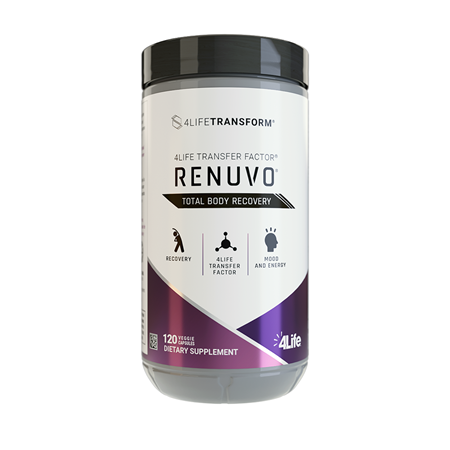 4LIFETRANSFORM®
4LIFE TRANSFER FACTOR®
RENUVO®
TOTAL BODY RECOVERY
RECOVERY
4LIFE
TRANSFER
FACTOR
MOOD
AND ENERGY
120 VEGGIE
CAPSULES
DIETARY SUPPLEMENT
4Life